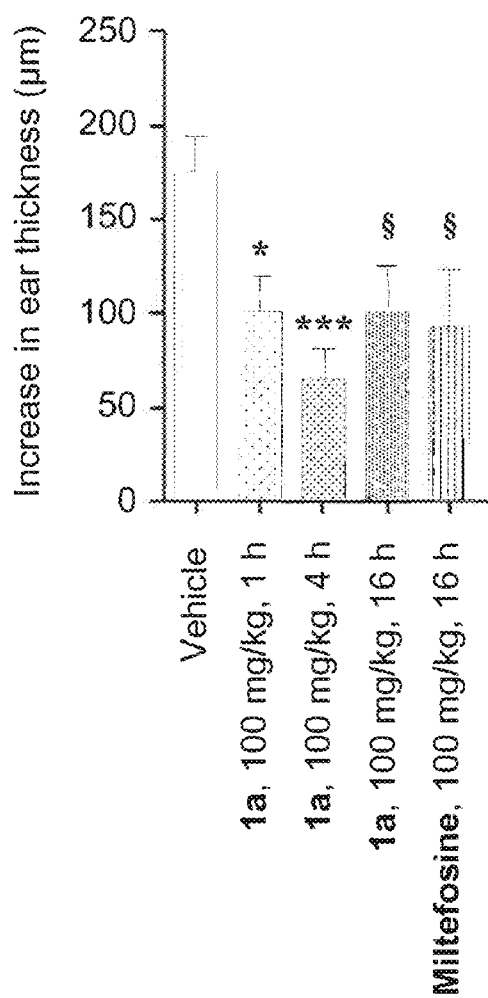 Increase in ear thickness (µm)
250
200
150
100
50
0
*
***
§
§
Vehicle
1a, 100 mg/kg, 1 h
1a, 100 mg/kg, 4 h
1a, 100 mg/kg, 16 h
Miltefosine, 100 mg/kg, 16 h